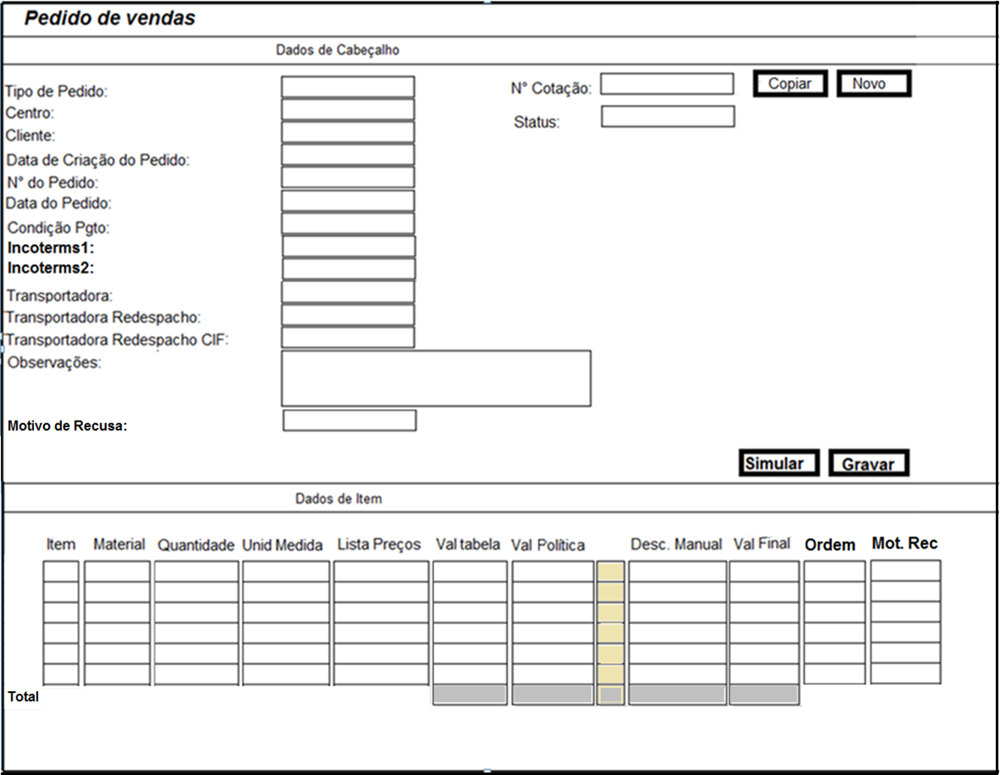 Pedido de vendas
Dados de Cabeçalho
Tipo de Pedido:
N° Cotação:
Copiar
Novo
Centro:
Status:
Cliente:
Data de Criação do Pedido:
N° do Pedido:
Data do Pedido:
Condição Pgto:
Incoterms1:
Incoterms2:
Transportadora:
Transportadora Redespacho:
Transportadora Redespacho CIF:
Observações:
Motivo de Recusa:
Simular
Gravar
Dados de Item
Item Material Quantidade Unid Medida Lista Preços Val tabela Val Política Desc. Manual Val Final Ordem Mot. Rec
Total